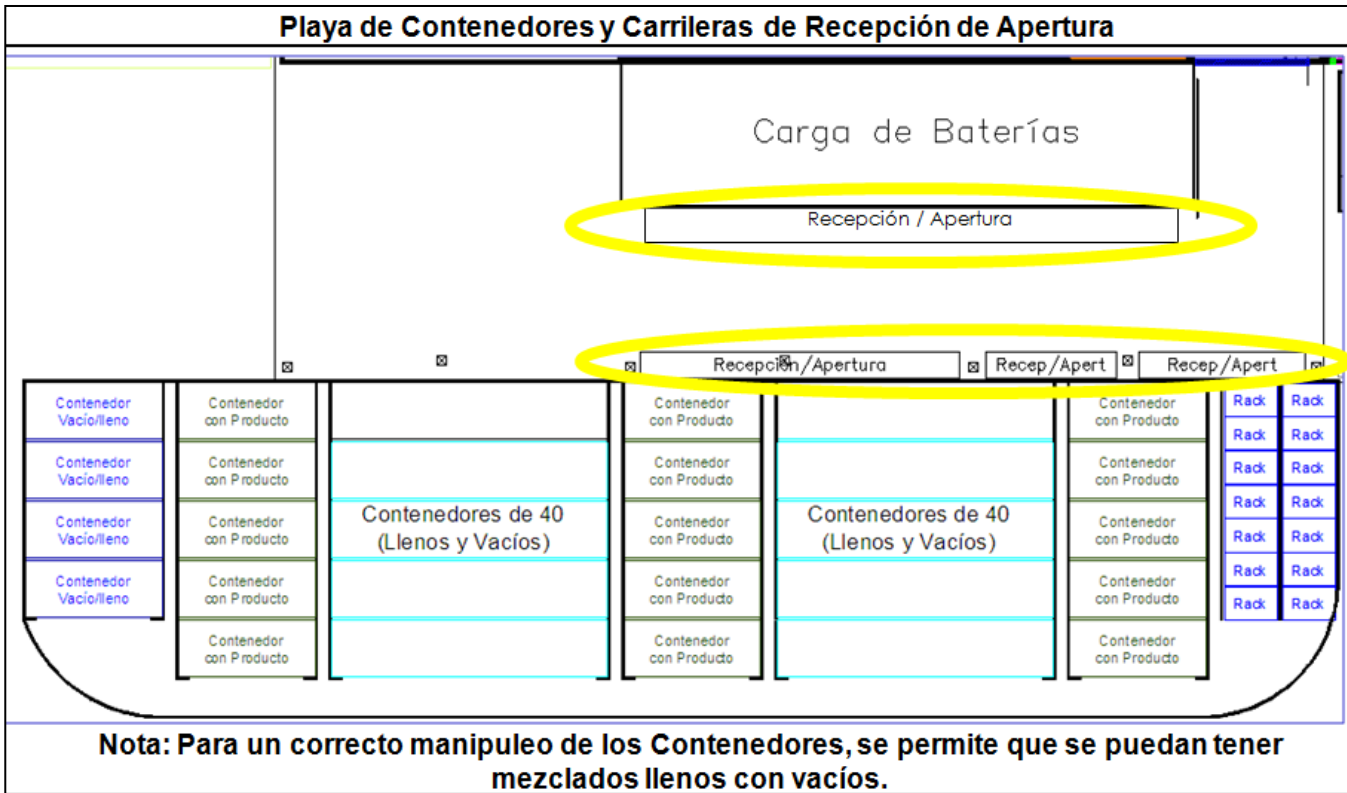 Playa de Contenedores y Carrileras de Recepción de Apertura
Carga de Baterías
Recepción / Apertura
Recepción/Apertura
Recep/Apert
Recep/Apert
Contenedor
Vacío/lleno
Contenedor
con Producto
Contenedor
con Producto
Contenedor
con Producto
Rack
Rack
Rack
Rack
Contenedor
Vacío/lleno
Contenedor
con Producto
Contenedor
con Producto
Contenedor
con Producto
Rack
Rack
Contenedor
Vacío/lleno
Contenedor
con Producto
Contenedores de 40
(Llenos y Vacíos)
Contenedor
con Producto
Contenedores de 40
(Llenos y Vacíos)
Contenedor
con Producto
Rack
Rack
Rack
Rack
Contenedor
Vacío/lleno
Contenedor
con Producto
Contenedor
con Producto
Contenedor
con Producto
Rack
Rack
Rack
Rack
Contenedor
con Producto
Contenedor
con Producto
Contenedor
con Producto
Nota: Para un correcto manipuleo de los Contenedores, se permite que se puedan tener
mezclados llenos con vacíos.